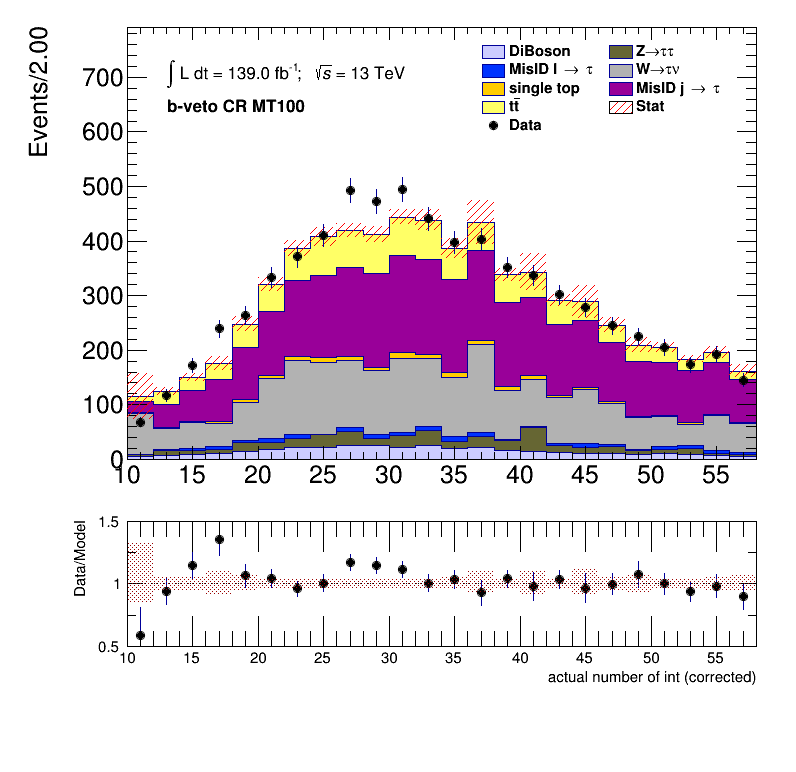 Events/2.00
∫ L dt = 139.0 fb⁻¹; √s = 13 TeV
b-veto CR MT100
DiBoson
MisID l → τ
single top
tt̄
Data
Z→ττ
W→τν
MisID j → τ
Stat
700
600
500
400
300
200
100
0
10 15 20 25 30 35 40 45 50 55
Data/Model
1.5
1
0.5
10 15 20 25 30 35 40 45 50 55
actual number of int (corrected)